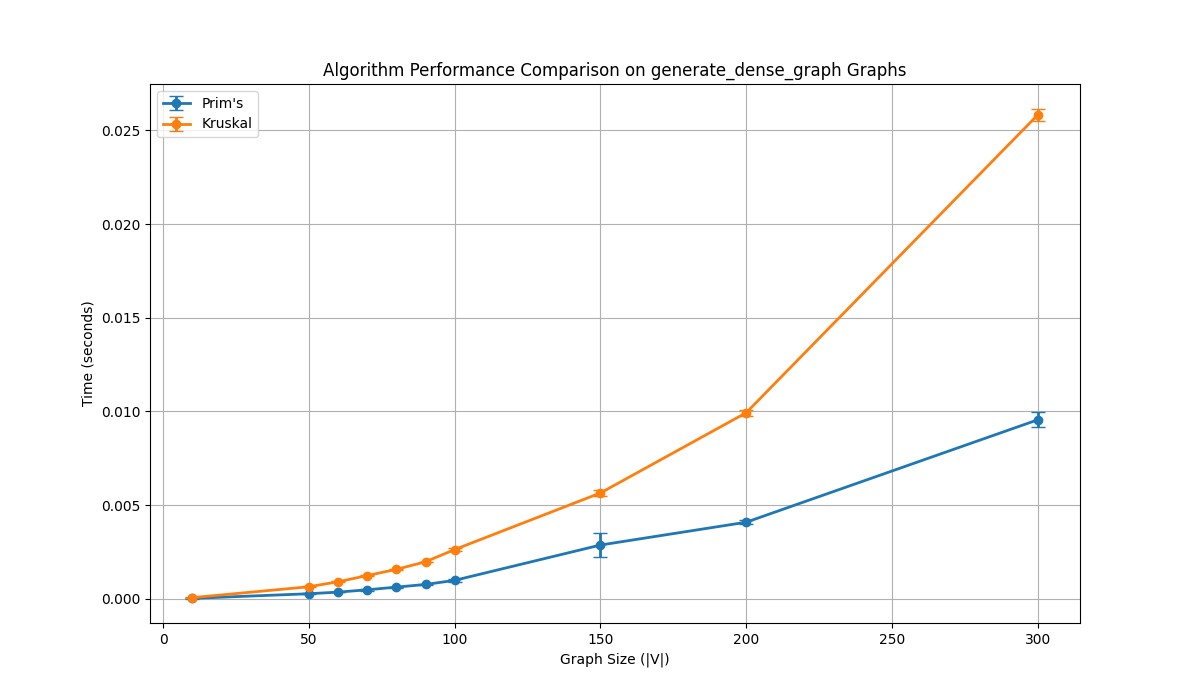 Algorithm Performance Comparison on generate_dense_graph Graphs
Prim's
Kruskal
0.025
0.020
0.015
0.010
0.005
0.000
Time (seconds)
0 50 100 150 200 250 300
Graph Size (|V|)